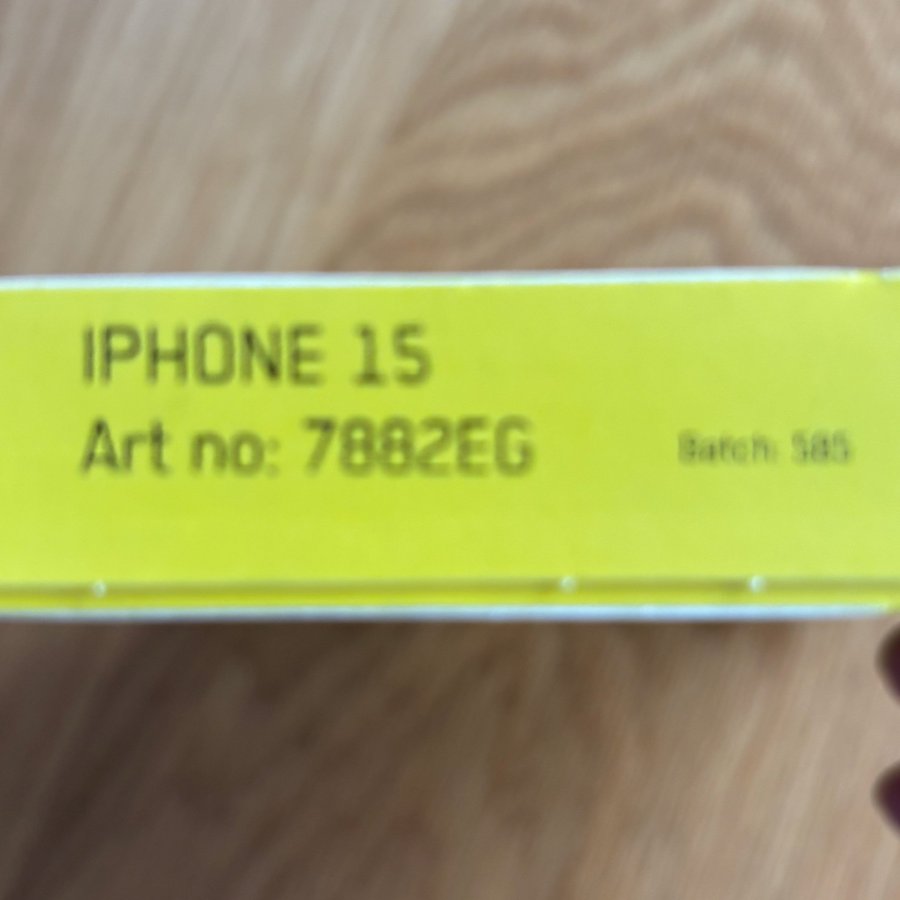 IPHONE 15
Art no: 7882EG
Batch: 585